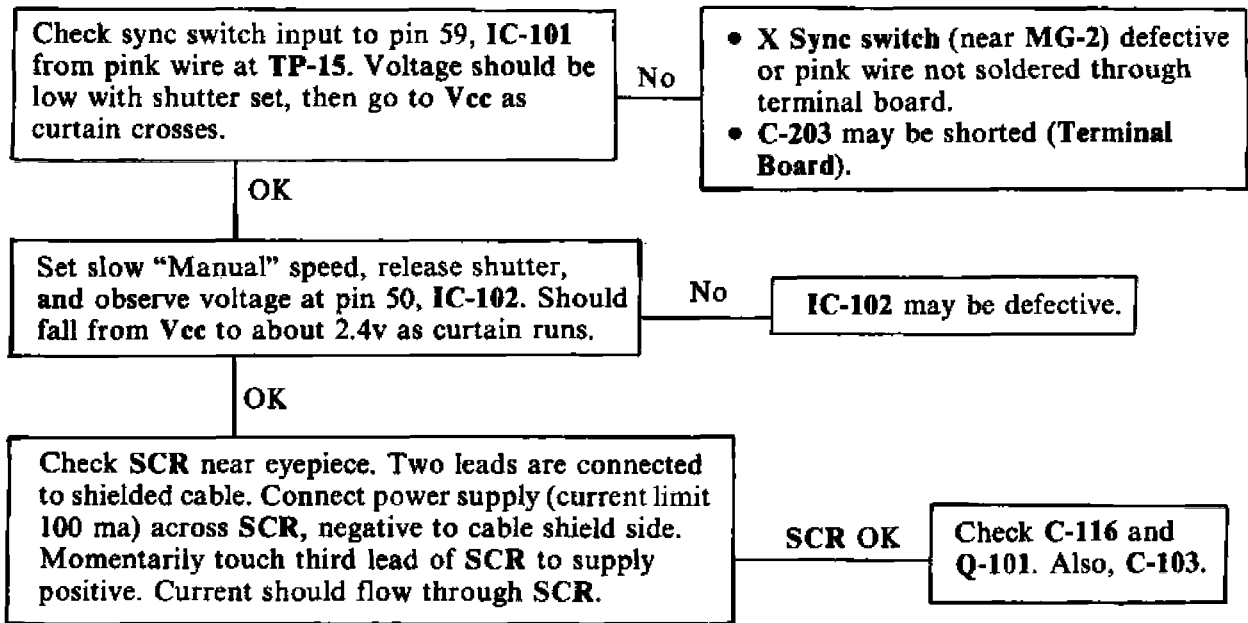 Check sync switch input to pin 59, IC-101
from pink wire at TP-15. Voltage should be
low with shutter set, then go to Vcc as
curtain crosses.
No
• X Sync switch (near MG-2) defective
or pink wire not soldered through
terminal board.
• C-203 may be shorted (Terminal
Board).
OK
Set slow “Manual” speed, release shutter,
and observe voltage at pin 50, IC-102. Should
fall from Vcc to about 2.4v as curtain runs.
No
IC-102 may be defective.
OK
Check SCR near eyepiece. Two leads are connected
to shielded cable. Connect power supply (current limit
100 ma) across SCR, negative to cable shield side.
Momentarily touch third lead of SCR to supply
positive. Current should flow through SCR.
SCR OK
Check C-116 and
Q-101. Also, C-103.